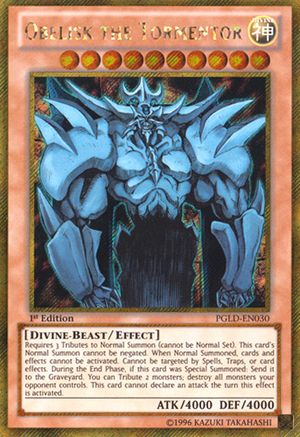 OBELISK THE TORMENTOR
DIVINE
神
1st Edition
PGLD-EN030
[DIVINE-BEAST/EFFECT]
Requires 3 Tributes to Normal Summon (cannot be Normal Set). This card's
Normal Summon cannot be negated. When Normal Summoned, cards and
effects cannot be activated. Cannot be targeted by Spells, Traps, or card
effects. During the End Phase, if this card was Special Summoned: Send it
to the Graveyard. You can Tribute 2 monsters; destroy all monsters your
opponent controls. This card cannot declare an attack the turn this effect
is activated.
ATK/4000 DEF/4000
©1996 KAZUKI TAKAHASHI